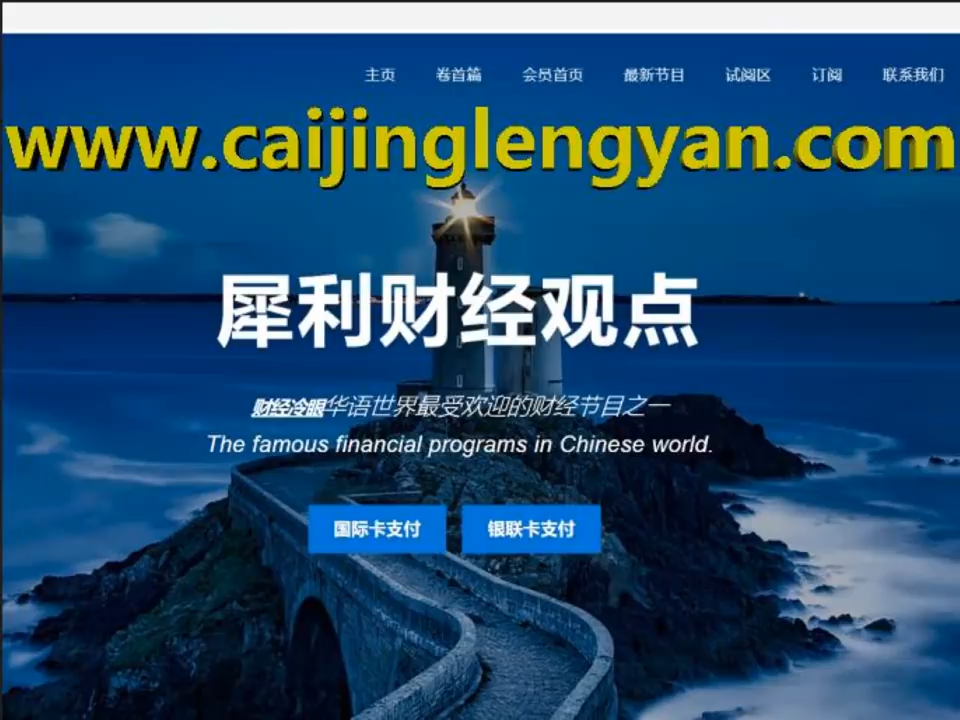 主页 卷首篇 会员首页 最新节目 试阅区 订阅 联系我们
www.caijinglengyan.com
犀利财经观点
财经冷眼华语世界最受欢迎的财经节目之一
The famous financial programs in Chinese world.
国际卡支付 银联卡支付